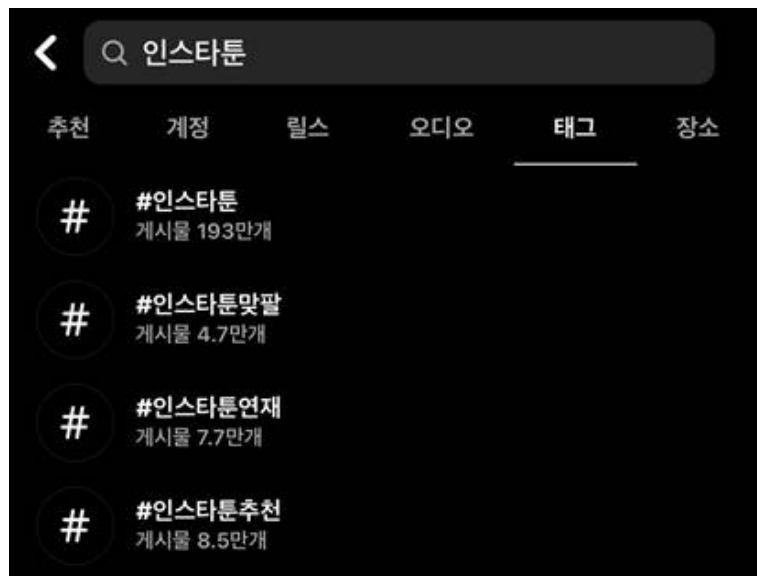 인스타툰
추천 계정 릴스 오디오 태그 장소
# #인스타툰
게시물 193만개
# #인스타툰맞팔
게시물 4.7만개
# #인스타툰연재
게시물 7.7만개
# #인스타툰추천
게시물 8.5만개